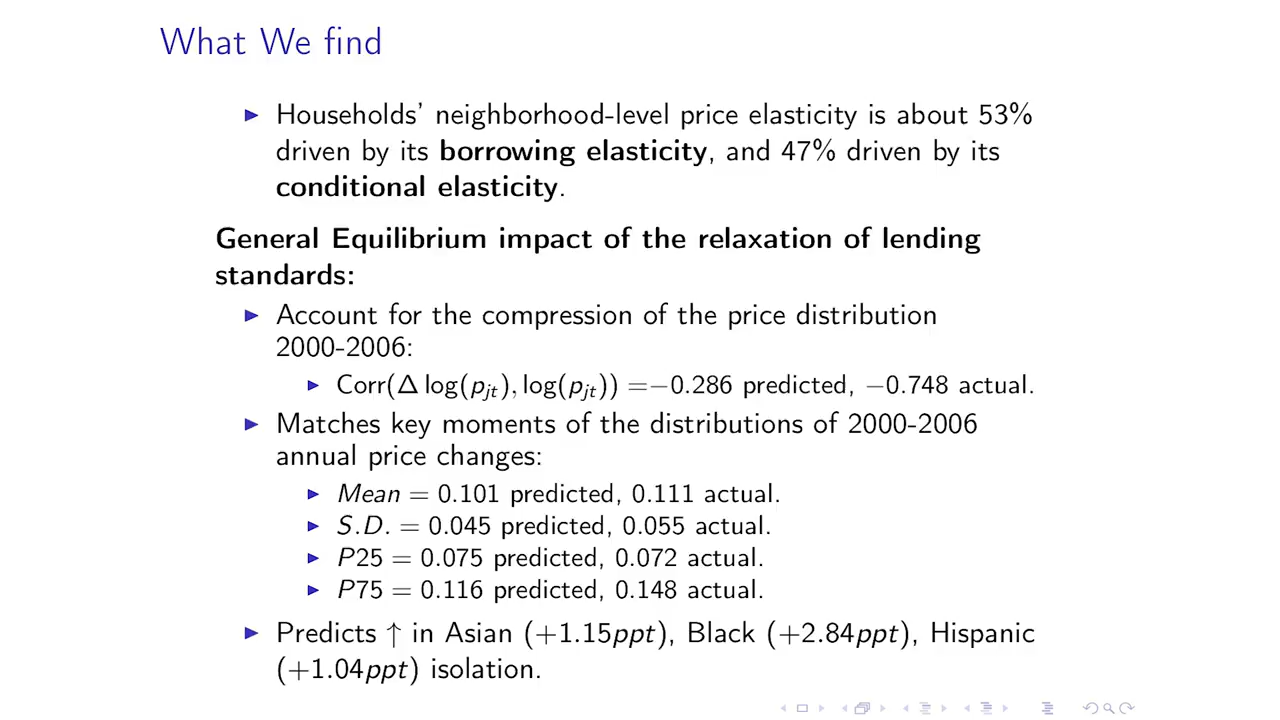 What We find
Households' neighborhood-level price elasticity is about 53%
driven by its borrowing elasticity, and 47% driven by its
conditional elasticity.
General Equilibrium impact of the relaxation of lending
standards:
Account for the compression of the price distribution
2000-2006:
Corr(Δ log(p_jt), log(p_jt)) =−0.286 predicted, −0.748 actual.
Matches key moments of the distributions of 2000-2006
annual price changes:
Mean = 0.101 predicted, 0.111 actual.
S.D. = 0.045 predicted, 0.055 actual.
P25 = 0.075 predicted, 0.072 actual.
P75 = 0.116 predicted, 0.148 actual.
Predicts ↑ in Asian (+1.15ppt), Black (+2.84ppt), Hispanic
(+1.04ppt) isolation.